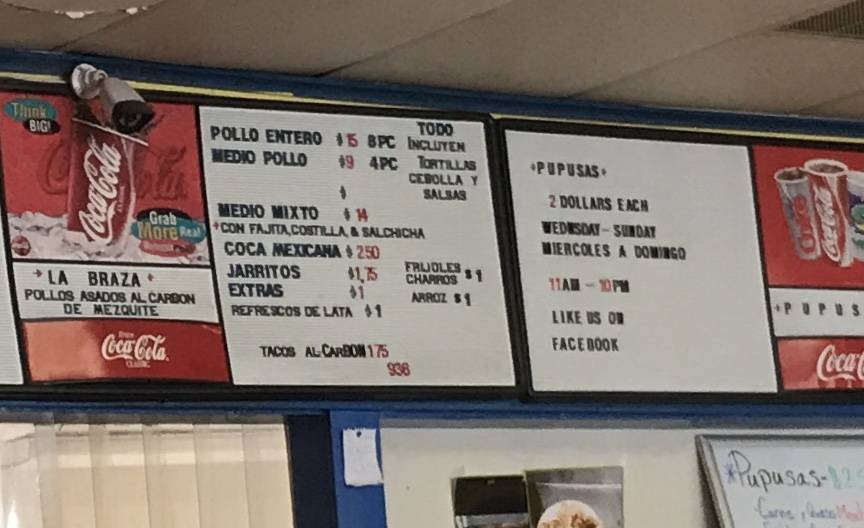 Think
BIG!
Coca-Cola
Grab
More Real
+ LA BRAZA +
POLLOS ASADOS AL CARBON
DE MEZQUITE
Coca-Cola
CLASSIC
POLLO ENTERO $15 8PC
MEDIO POLLO $9 4PC
TODO
INCLUYEN
TORTILLAS
CEBOLLA Y
SALSAS
$
MEDIO MIXTO $14
+CON FAJITA,COSTILLA, & SALCHICHA
COCA MEXICANA $250
JARRITOS $1,75
EXTRAS $1
REFRESCOS DE LATA $1
FRIJOLES
CHARROS $1
ARROZ $1
TACOS AL CARBON 175
936
+PUPUSAS+
2 DOLLARS EACH
WEDNSDAY- SUNDAY
MIERCOLES A DOMINGO
11AM - 10PM
LIKE US ON
FACEBOOK
Coca-Cola
+PUPUS
Coca-Co
*Pupusas-